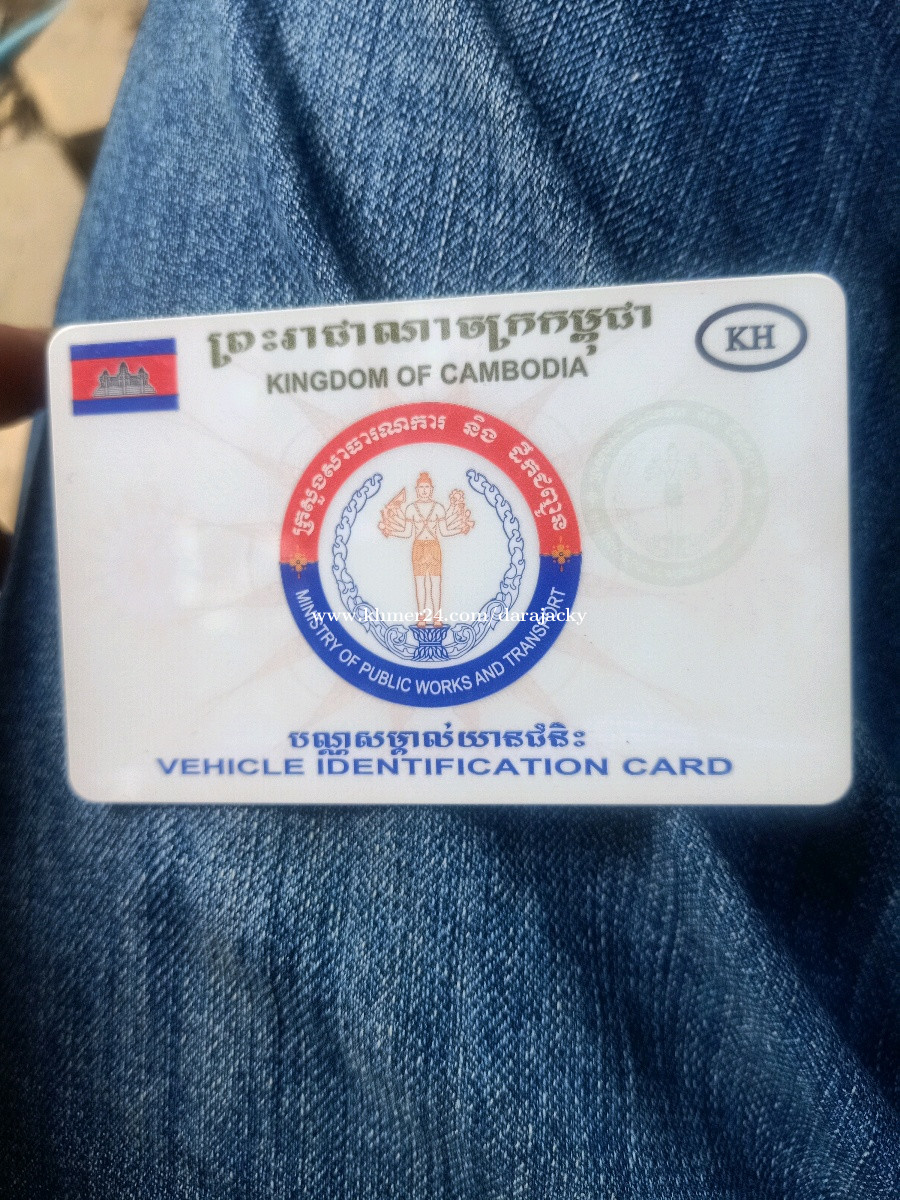 ព្រះរាជាណាចក្រកម្ពុជា
KINGDOM OF CAMBODIA
KH
ក្រសួងសាធារណការ និង ដឹកជញ្ជូន
MINISTRY OF PUBLIC WORKS AND TRANSPORT
www.khmer24.com/darajacky
បណ្ណសម្គាល់យានជំនិះ
VEHICLE IDENTIFICATION CARD